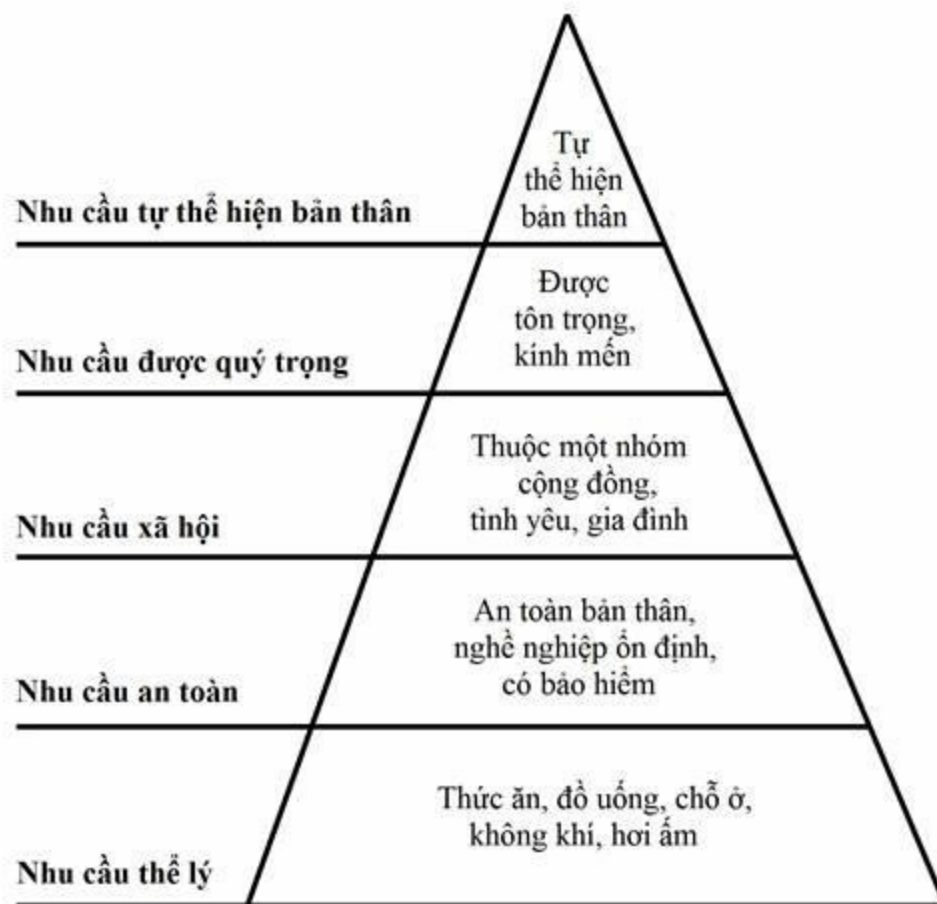 Tự
thể hiện
bản thân
Nhu cầu tự thể hiện bản thân
Được
tôn trọng,
kính mến
Nhu cầu được quý trọng
Thuộc một nhóm
cộng đồng,
tình yêu, gia đình
Nhu cầu xã hội
An toàn bản thân,
nghề nghiệp ổn định,
có bảo hiểm
Nhu cầu an toàn
Thức ăn, đồ uống, chỗ ở,
không khí, hơi ấm
Nhu cầu thể lý